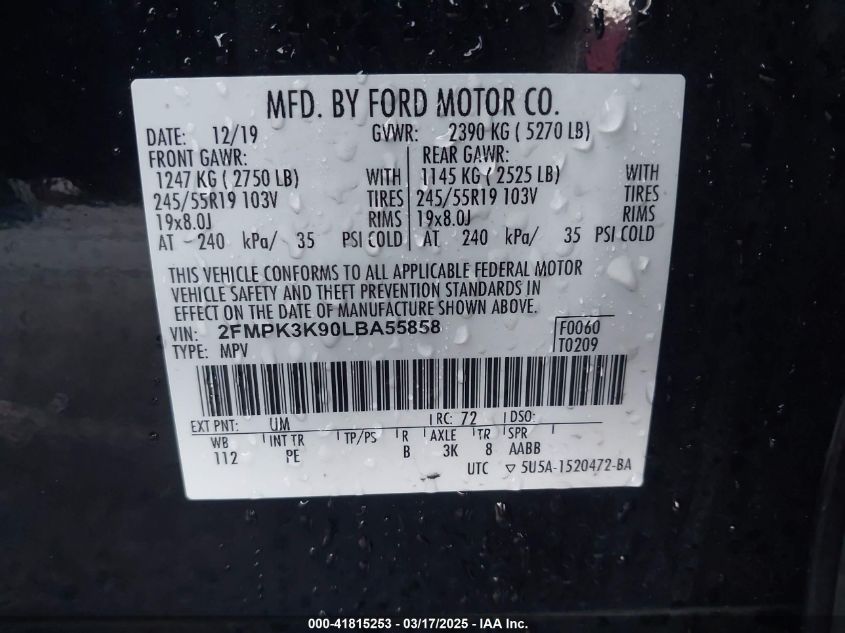 MFD. BY FORD MOTOR CO.
DATE: 12/19 GVWR: 2390 KG ( 5270 LB)
FRONT GAWR: REAR GAWR:
1247 KG ( 2750 LB) WITH 1145 KG ( 2525 LB) WITH
245/55R19 103V TIRES 245/55R19 103V TIRES
19x8.0J RIMS 19x8.0J RIMS
AT 240 kPa/ 35 PSI COLD AT 240 kPa/ 35 PSI COLD
THIS VEHICLE CONFORMS TO ALL APPLICABLE FEDERAL MOTOR
VEHICLE SAFETY AND THEFT PREVENTION STANDARDS IN
EFFECT ON THE DATE OF MANUFACTURE SHOWN ABOVE.
VIN: 2FMPK3K90LBA55858 F0060
TYPE: MPV T0209
EXT PNT: UM RC: 72 DSO:
WB INT TR TP/PS R AXLE TR SPR
112 PE B 3K 8 AABB
UTC ▽ 5U5A-1520472-BA
000-41815253 - 03/17/2025 - IAA Inc.